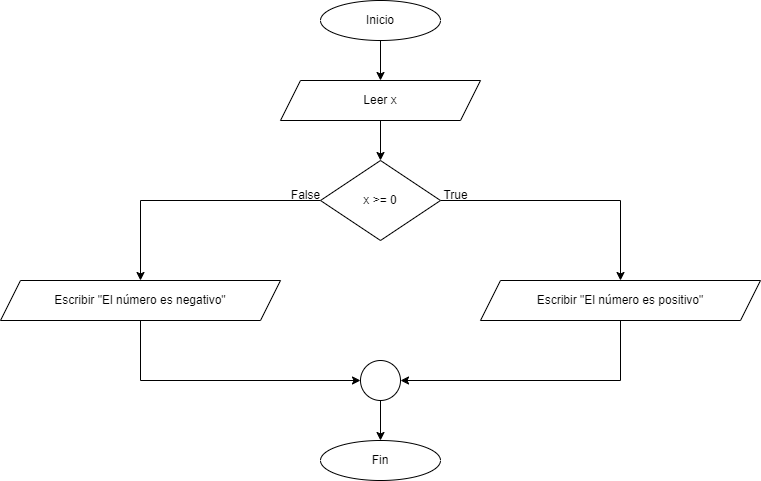 Inicio
Leer x
x >= 0
False
True
Escribir "El número es negativo"
Escribir "El número es positivo"
Fin